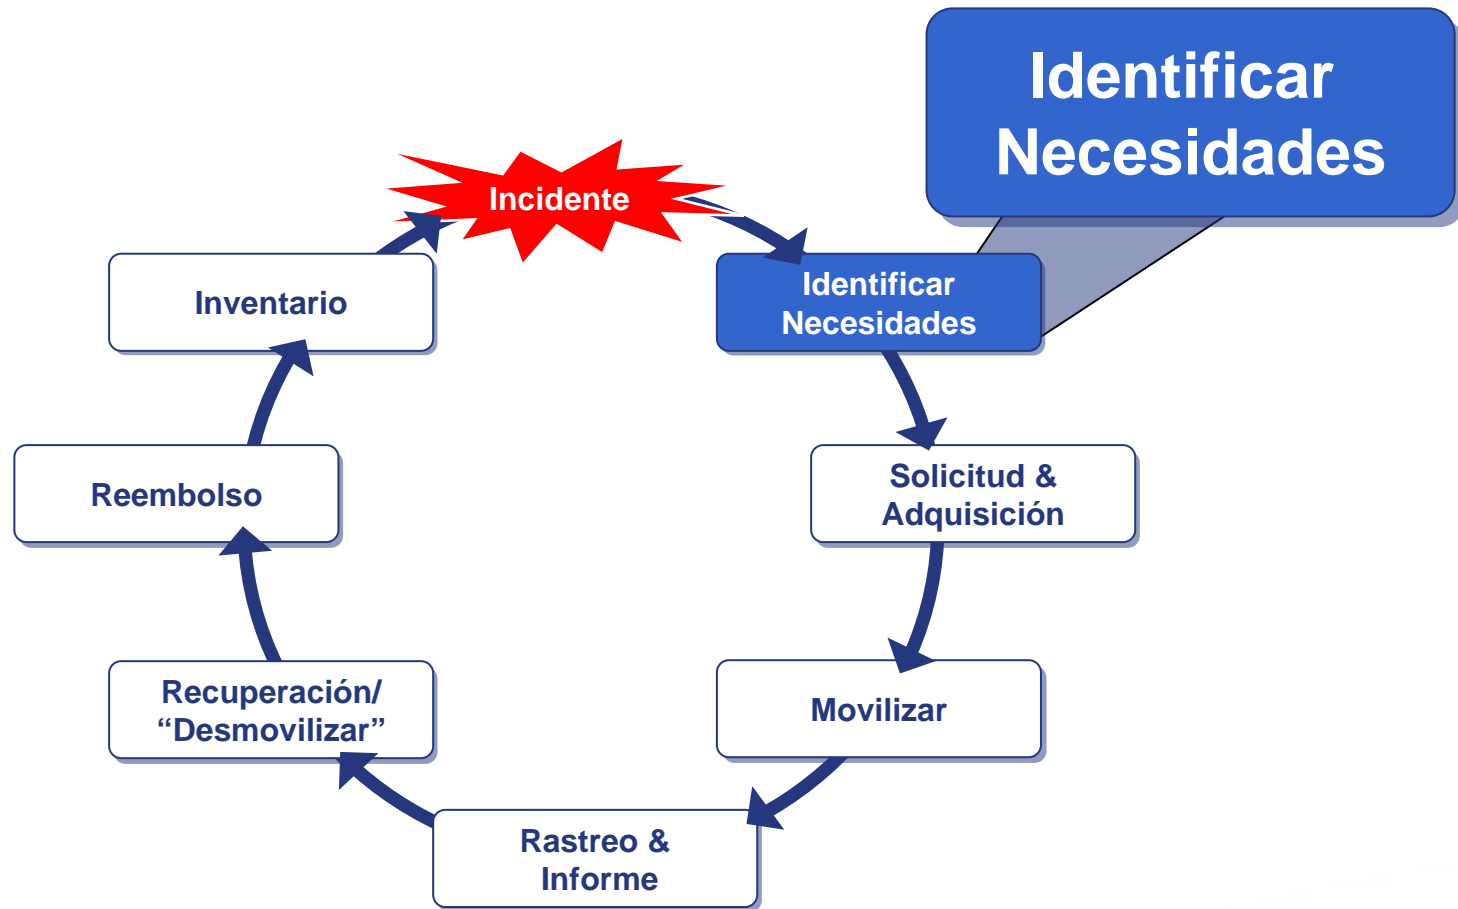 Identificar
Necesidades
Incidente
Identificar
Necesidades
Inventario
Solicitud &
Adquisición
Reembolso
Movilizar
Recuperación/
“Desmovilizar”
Rastreo &
Informe